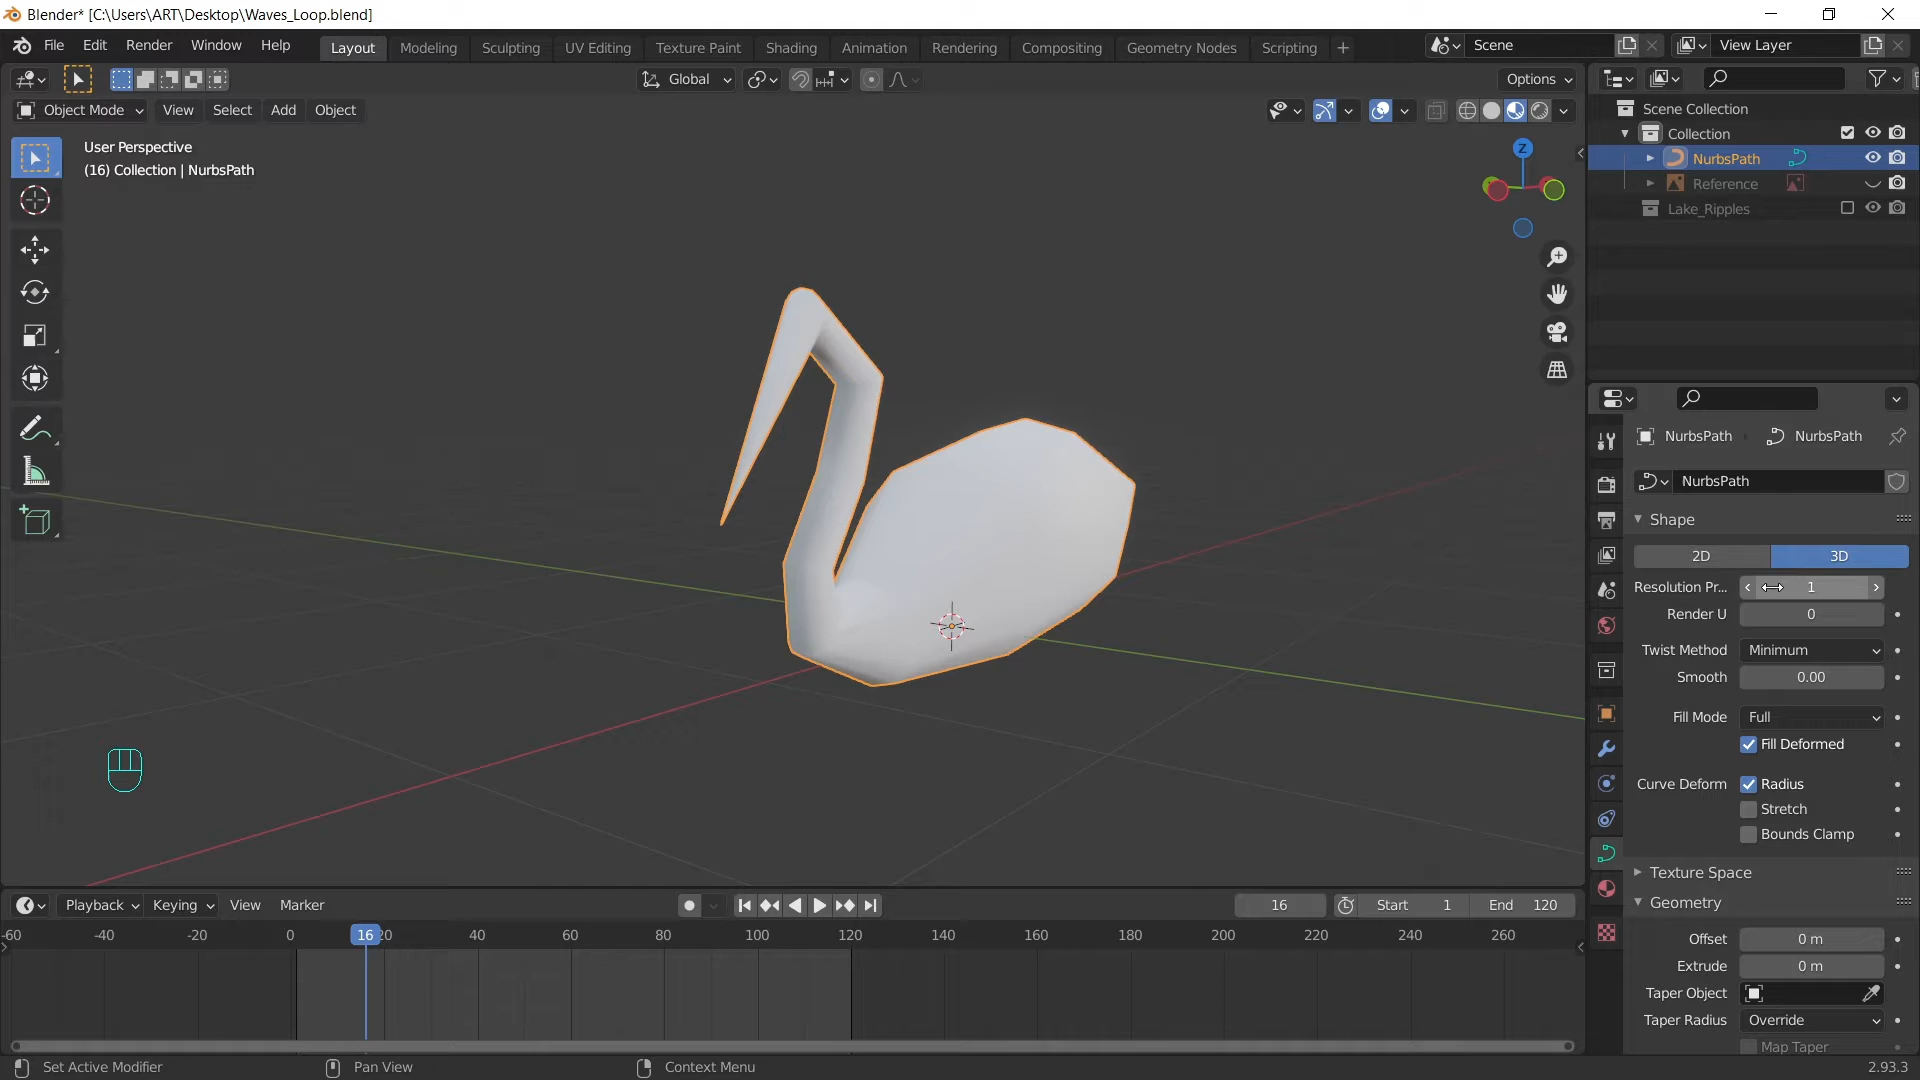 Blender* [C:\Users\ART\Desktop\Waves_Loop.blend]
File Edit Render Window Help Layout Modeling Sculpting UV Editing Texture Paint Shading Animation Rendering Compositing Geometry Nodes Scripting + Scene View Layer
Global Options
Object Mode View Select Add Object
User Perspective
(16) Collection | NurbsPath
Z
Scene Collection
Collection
NurbsPath
Reference
Lake_Ripples
NurbsPath NurbsPath
NurbsPath
Shape
2D 3D
Resolution Pr... 1
Render U 0
Twist Method Minimum
Smooth 0.00
Fill Mode Full
Fill Deformed
Curve Deform Radius
Stretch
Bounds Clamp
Texture Space
Geometry
Offset 0 m
Extrude 0 m
Taper Object
Taper Radius Override
Map Taper
Playback Keying View Marker 16 Start 1 End 120
-60 -40 -20 0 16 20 40 60 80 100 120 140 160 180 200 220 240 260
Set Active Modifier Pan View Context Menu 2.93.3